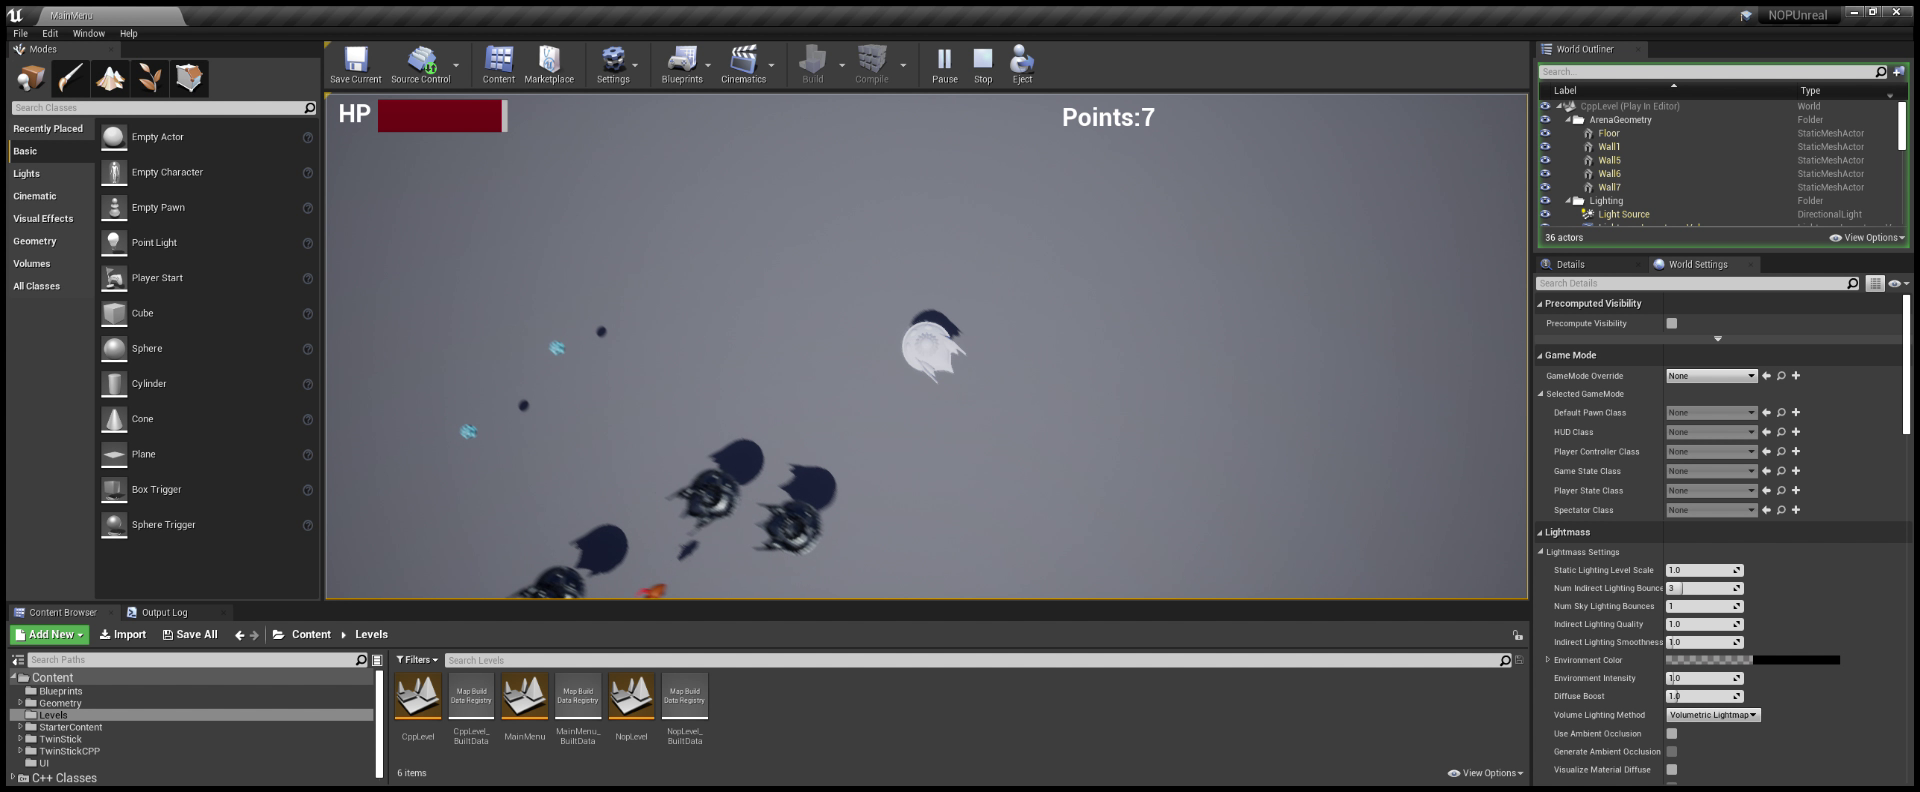 MainMenu
NOPUnreal
File Edit Window Help
Modes
Search Classes
Recently Placed
Basic
Lights
Cinematic
Visual Effects
Geometry
Volumes
All Classes
Empty Actor
Empty Character
Empty Pawn
Point Light
Player Start
Cube
Sphere
Cylinder
Cone
Plane
Box Trigger
Sphere Trigger
Save Current Source Control Content Marketplace Settings Blueprints Cinematics Build Compile Pause Stop Eject
HP
Points:7
World Outliner
Search...
Label Type
CppLevel (Play In Editor) World
ArenaGeometry Folder
Floor StaticMeshActor
Wall1 StaticMeshActor
Wall5 StaticMeshActor
Wall6 StaticMeshActor
Wall7 StaticMeshActor
Lighting Folder
Light Source DirectionalLight
36 actors View Options
Details World Settings
Search Details
Precomputed Visibility
Precompute Visibility
Game Mode
GameMode Override None
Selected GameMode
Default Pawn Class None
HUD Class None
Player Controller Class None
Game State Class None
Player State Class None
Spectator Class None
Lightmass
Lightmass Settings
Static Lighting Level Scale 1.0
Num Indirect Lighting Bounce 3
Num Sky Lighting Bounces 1
Indirect Lighting Quality 1.0
Indirect Lighting Smoothness 1.0
Environment Color
Environment Intensity 1.0
Diffuse Boost 1.0
Volume Lighting Method Volumetric Lightmap
Use Ambient Occlusion
Generate Ambient Occlusion
Visualize Material Diffuse
Content Browser Output Log
Add New Import Save All Content Levels
Search Paths
Filters Search Levels
Content
Blueprints
Geometry
Levels
StarterContent
TwinStick
TwinStickCPP
UI
C++ Classes
Map Build Data Registry
Map Build Data Registry
Map Build Data Registry
CppLevel
CppLevel_BuiltData
MainMenu
MainMenu_BuiltData
NopLevel
NopLevel_BuiltData
6 items View Options